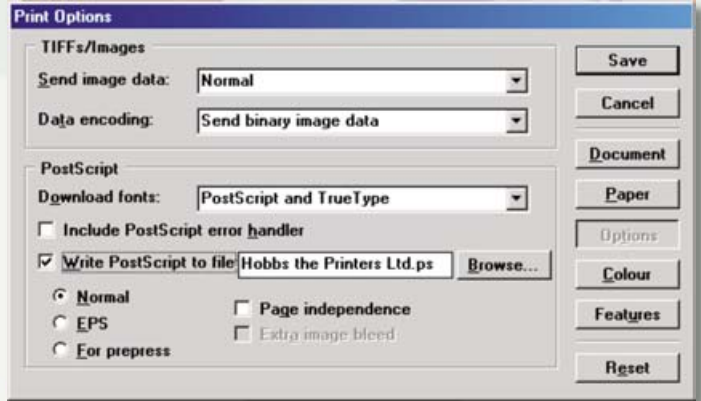 Print Options
TIFFs/Images
Send image data: Normal
Data encoding: Send binary image data
PostScript
Download fonts: PostScript and TrueType
Include PostScript error handler
Write PostScript to file Hobbs the Printers Ltd.ps Browse...
Normal
Page independence
EPS
Extra image bleed
For prepress
Save
Cancel
Document
Paper
Options
Colour
Features
Reset